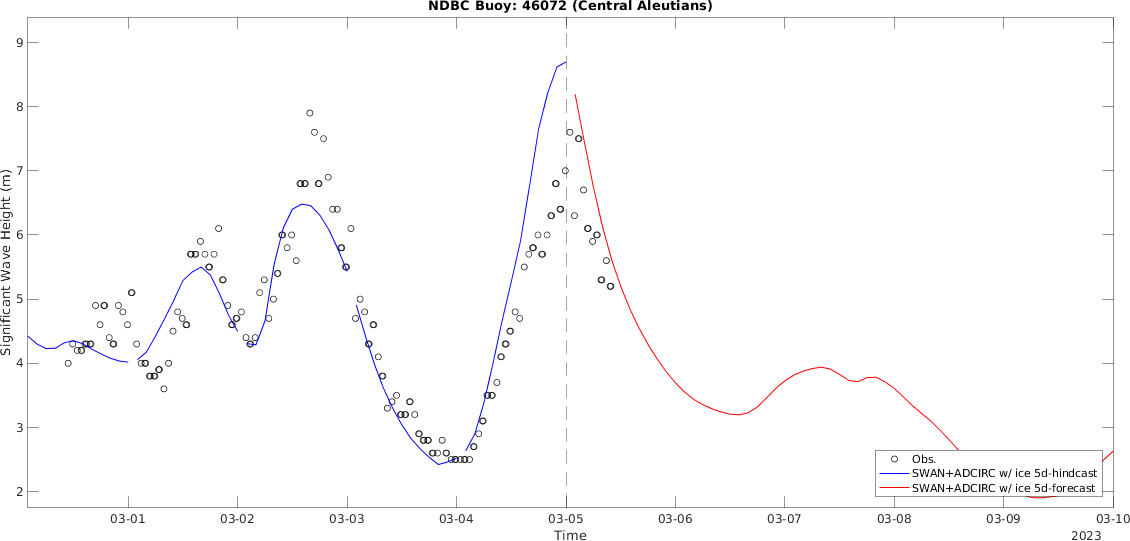 NDBC Buoy: 46072 (Central Aleutians)
Significant Wave Height (m)
9
8
7
6
5
4
3
2
Obs.
SWAN+ADCIRC w/ ice 5d-hindcast
SWAN+ADCIRC w/ ice 5d-forecast
03-01 03-02 03-03 03-04 03-05 03-06 03-07 03-08 03-09 03-10
Time
2023